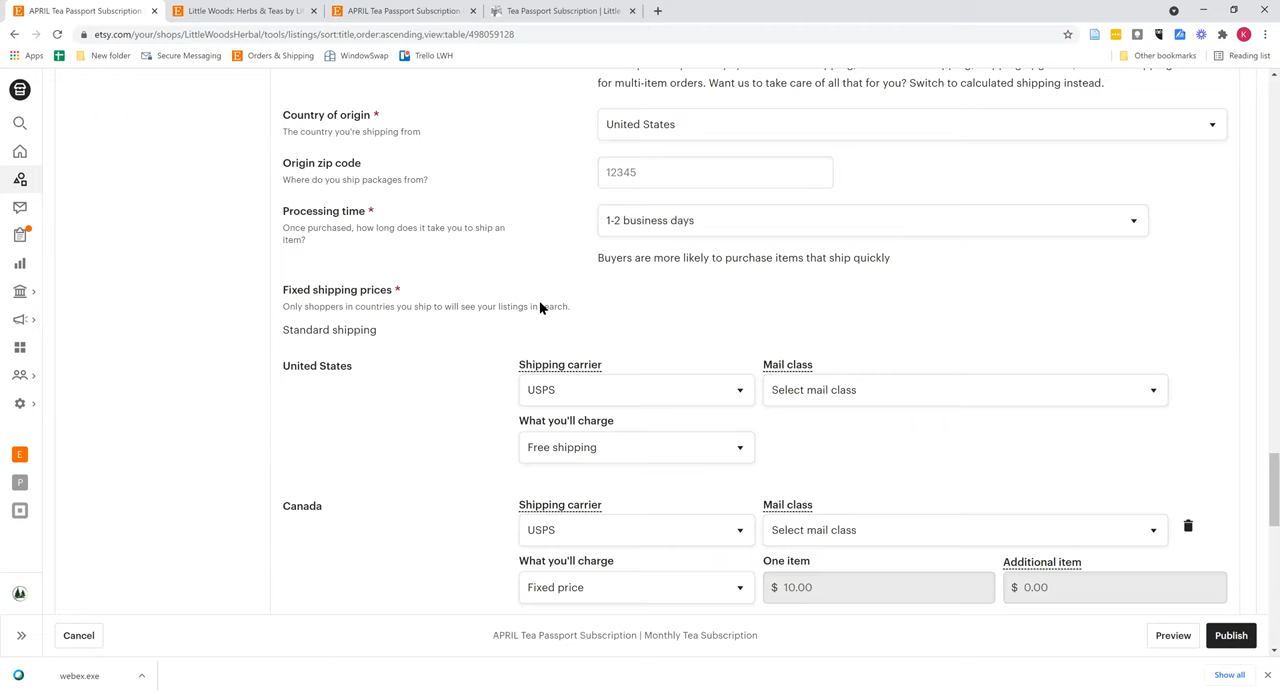 APRIL Tea Passport Subscription
Little Woods: Herbs & Teas by Li
APRIL Tea Passport Subscription
Tea Passport Subscription | Little
etsy.com/your/shops/LittleWoodsHerbal/tools/listings/sort:title,order:ascending,view:table/498059128
K
Apps
New folder
Secure Messaging
Orders & Shipping
WindowSwap
Trello LWH
Other bookmarks
Reading list
for multi-item orders. Want us to take care of all that for you? Switch to calculated shipping instead.
Country of origin *
The country you're shipping from
United States
Origin zip code
Where do you ship packages from?
12345
Processing time *
Once purchased, how long does it take you to ship an
item?
1-2 business days
Buyers are more likely to purchase items that ship quickly
Fixed shipping prices *
Only shoppers in countries you ship to will see your listings in search.
Standard shipping
United States
Shipping carrier
Mail class
USPS
Select mail class
What you'll charge
Free shipping
Canada
Shipping carrier
Mail class
USPS
Select mail class
What you'll charge
One item
Additional item
Fixed price
$ 10.00
$ 0.00
E
P
Cancel
APRIL Tea Passport Subscription | Monthly Tea Subscription
Preview
Publish
webex.exe
Show all